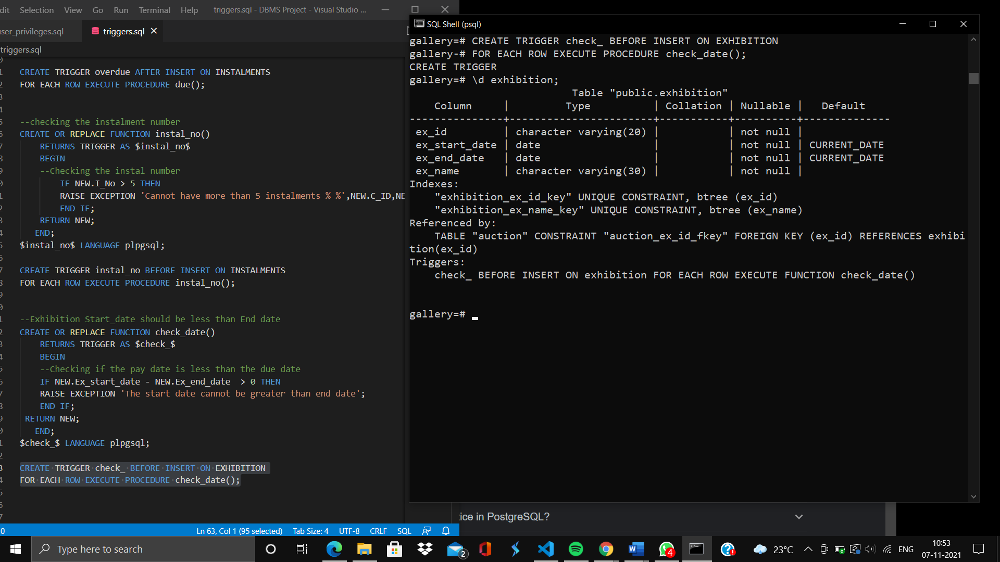 dit Selection View Go Run Terminal Help triggers.sql - DBMS Project - Visual Studio ...
ser_privileges.sql triggers.sql
triggers.sql
CREATE TRIGGER overdue AFTER INSERT ON INSTALMENTS
FOR EACH ROW EXECUTE PROCEDURE due();
--checking the instalment number
CREATE OR REPLACE FUNCTION instal_no()
RETURNS TRIGGER AS $instal_no$
BEGIN
--Checking the instal number
IF NEW.I_No > 5 THEN
RAISE EXCEPTION 'Cannot have more than 5 instalments % %',NEW.C_ID,NE
END IF;
RETURN NEW;
END;
$instal_no$ LANGUAGE plpgsql;
CREATE TRIGGER instal_no BEFORE INSERT ON INSTALMENTS
FOR EACH ROW EXECUTE PROCEDURE instal_no();
--Exhibition Start_date should be less than End date
CREATE OR REPLACE FUNCTION check_date()
RETURNS TRIGGER AS $check_$
BEGIN
--Checking if the pay date is less than the due date
IF NEW.Ex_start_date - NEW.Ex_end_date  > 0 THEN
RAISE EXCEPTION 'The start date cannot be greater than end date';
END IF;
RETURN NEW;
END;
$check_$ LANGUAGE plpgsql;
CREATE TRIGGER check_ BEFORE INSERT ON EXHIBITION
FOR EACH ROW EXECUTE PROCEDURE check_date();
0 Ln 63, Col 1 (95 selected) Tab Size: 4 UTF-8 CRLF SQL
SQL Shell (psql)
gallery=# CREATE TRIGGER check_ BEFORE INSERT ON EXHIBITION
gallery-# FOR EACH ROW EXECUTE PROCEDURE check_date();
CREATE TRIGGER
gallery=# \d exhibition;
Table "public.exhibition"
Column | Type | Collation | Nullable | Default
---------------+-----------------------+-----------+----------+--------------
ex_id | character varying(20) | | not null |
ex_start_date | date | | not null | CURRENT_DATE
ex_end_date | date | | not null | CURRENT_DATE
ex_name | character varying(30) | | not null |
Indexes:
"exhibition_ex_id_key" UNIQUE CONSTRAINT, btree (ex_id)
"exhibition_ex_name_key" UNIQUE CONSTRAINT, btree (ex_name)
Referenced by:
TABLE "auction" CONSTRAINT "auction_ex_id_fkey" FOREIGN KEY (ex_id) REFERENCES exhibi
tion(ex_id)
Triggers:
check_ BEFORE INSERT ON exhibition FOR EACH ROW EXECUTE FUNCTION check_date()
gallery=#
ice in PostgreSQL?
Type here to search
2
4
23°C
ENG
10:53
07-11-2021